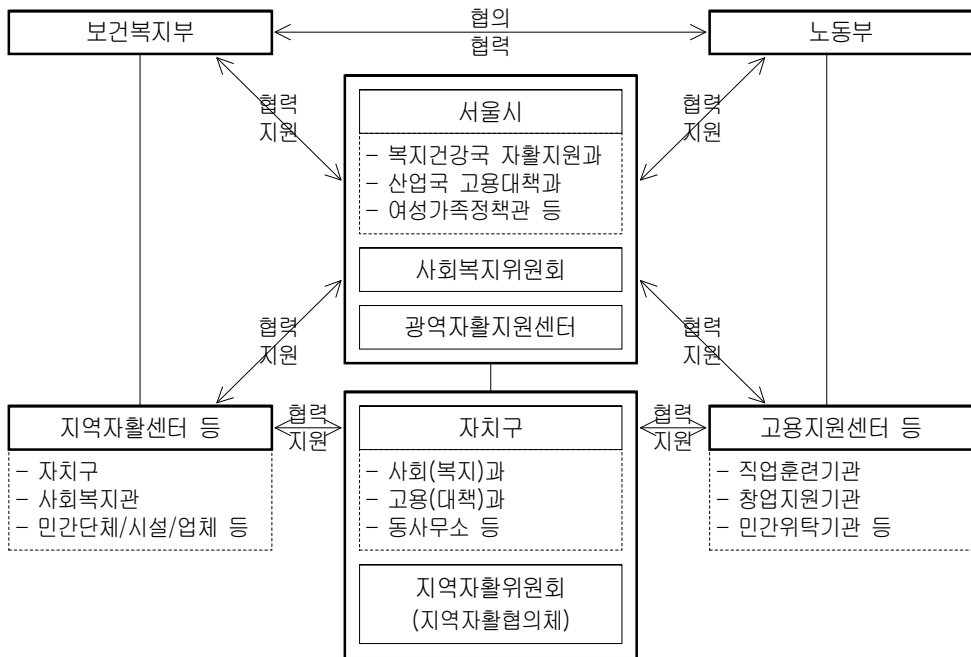 보건복지부
협의
협력
노동부
협력
지원
서울시
- 복지건강국 자활지원과
- 산업국 고용대책과
- 여성가족정책관 등
협력
지원
사회복지위원회
광역자활지원센터
협력
지원
협력
지원
지역자활센터 등
- 자치구
- 사회복지관
- 민간단체/시설/업체 등
협력
지원
자치구
- 사회(복지)과
- 고용(대책)과
- 동사무소 등
지역자활위원회
(지역자활협의체)
협력
지원
고용지원센터 등
- 직업훈련기관
- 창업지원기관
- 민간위탁기관 등